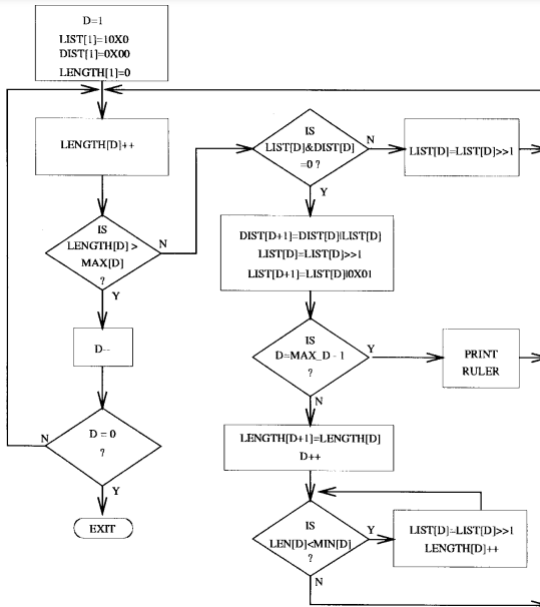 D=1
LIST[1]=10X0
DIST[1]=0X00
LENGTH[1]=0
LENGTH[D]++
IS
LENGTH[D] >
MAX[D]
?
N
Y
D--
D = 0
?
N
Y
EXIT
IS
LIST[D]&DIST[D]
=0 ?
N
Y
LIST[D]=LIST[D]>>1
DIST[D+1]=DIST[D]|LIST[D]
LIST[D]=LIST[D]>>1
LIST[D+1]=LIST[D]|0X01
IS
D=MAX_D - 1
?
Y
N
PRINT
RULER
LENGTH[D+1]=LENGTH[D]
D++
IS
LEN[D]<MIN[D]
?
Y
N
LIST[D]=LIST[D]>>1
LENGTH[D]++